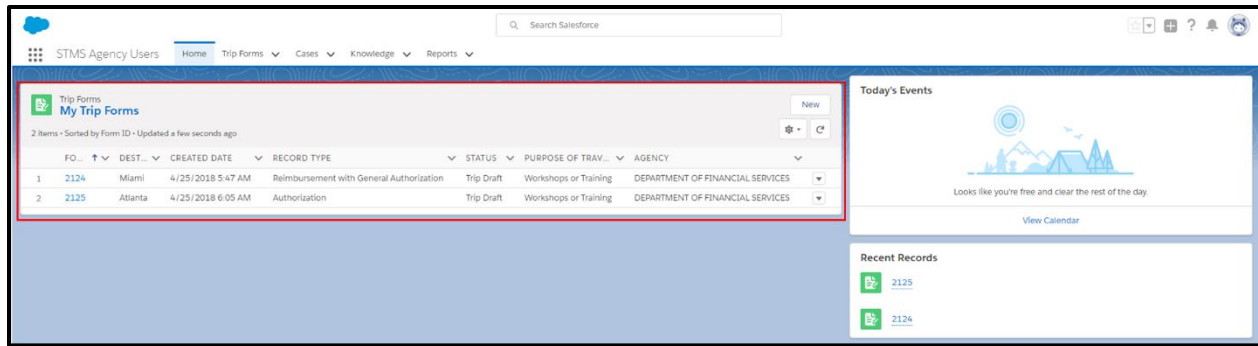 Search Salesforce
STMS Agency Users Home Trip Forms Cases Knowledge Reports
Trip Forms
My Trip Forms
New
2 items • Sorted by Form ID • Updated a few seconds ago
FO... DEST... CREATED DATE RECORD TYPE STATUS PURPOSE OF TRAV... AGENCY
1 2124 Miami 4/25/2018 5:47 AM Reimbursement with General Authorization Trip Draft Workshops or Training DEPARTMENT OF FINANCIAL SERVICES
2 2125 Atlanta 4/25/2018 6:05 AM Authorization Trip Draft Workshops or Training DEPARTMENT OF FINANCIAL SERVICES
Today's Events
Looks like you're free and clear the rest of the day.
View Calendar
Recent Records
2125
2124